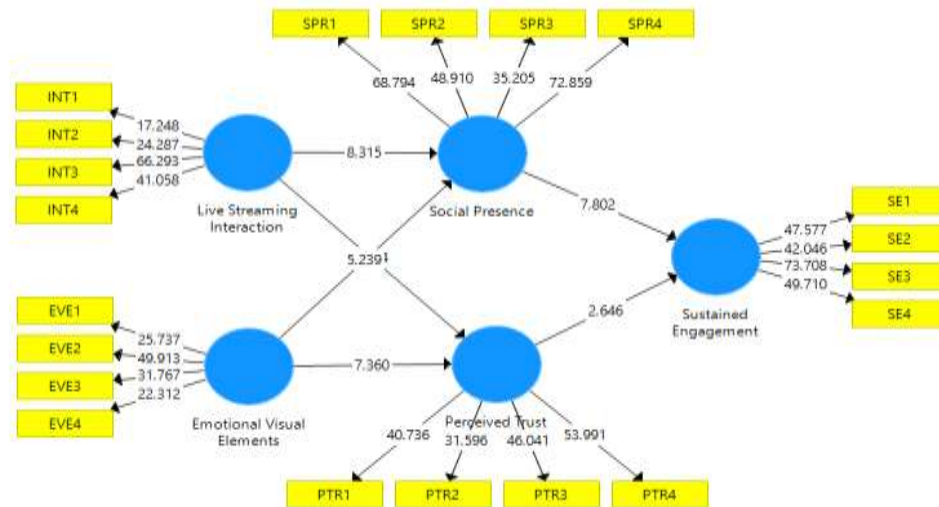 SPR1
SPR2
SPR3
SPR4
68.794
48.910
35.205
72.859
INT1
INT2
INT3
INT4
17.248
24.287
66.293
41.058
8.315
Live Streaming
Interaction
Social Presence
7.802
SE1
SE2
SE3
SE4
47.577
42.046
73.708
49.710
5.239
Sustained
Engagement
2.646
EVE1
EVE2
EVE3
EVE4
25.737
49.913
31.767
22.312
7.360
Emotional Visual
Elements
Perceived Trust
40.736
31.596
46.041
53.991
PTR1
PTR2
PTR3
PTR4